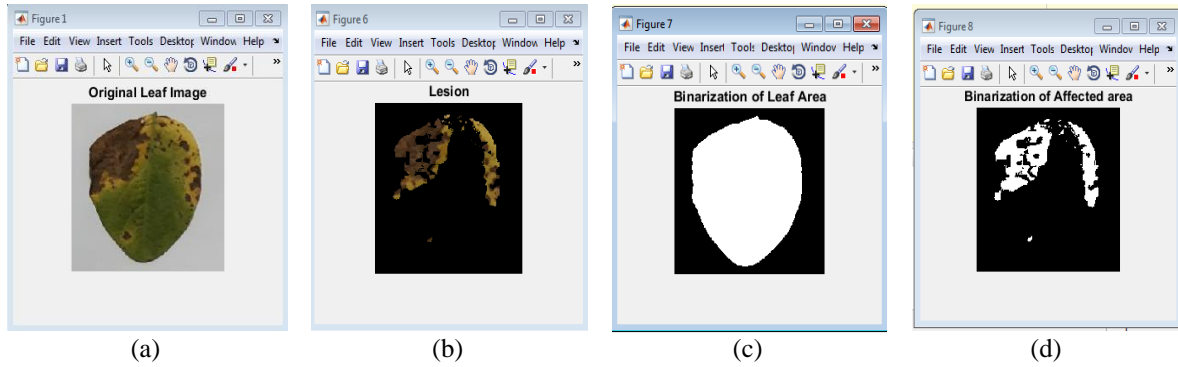 Figure 1
File Edit View Insert Tools Desktop Window Help
Original Leaf Image
(a)
Figure 6
File Edit View Insert Tools Desktop Window Help
Lesion
(b)
Figure 7
File Edit View Insert Tools Desktop Window Help
Binarization of Leaf Area
(c)
Figure 8
File Edit View Insert Tools Desktop Window Help
Binarization of Affected area
(d)